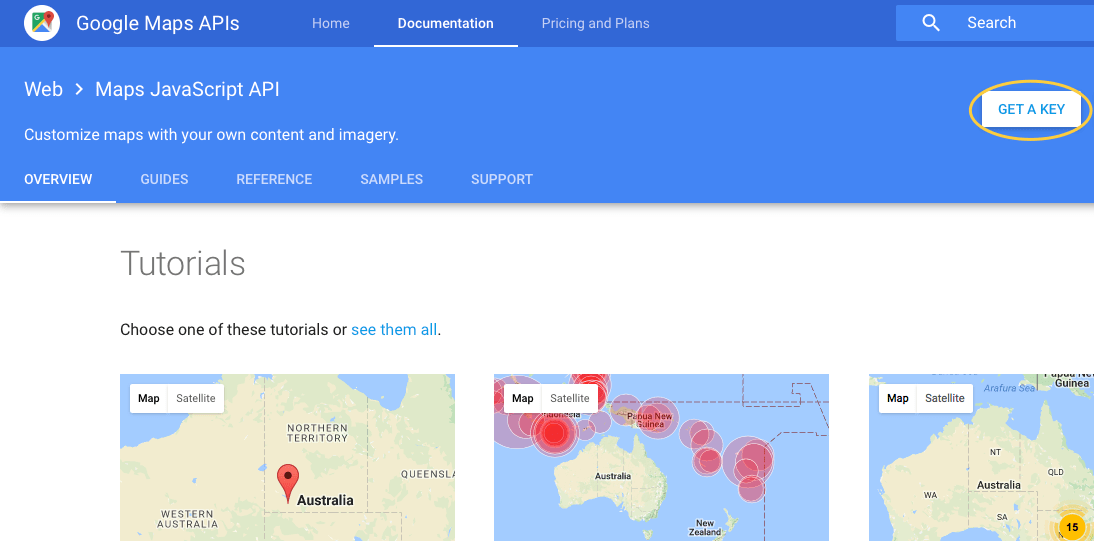 Google Maps APIs Home Documentation Pricing and Plans Search
Web > Maps JavaScript API
GET A KEY
Customize maps with your own content and imagery.
OVERVIEW GUIDES REFERENCE SAMPLES SUPPORT
Tutorials
Choose one of these tutorials or see them all.
Map Satellite
NORTHERN
TERRITORY
QUEENSLA
Australia
WESTERN
AUSTRALIA
Map Satellite
Indonesia
Papua New
Guinea
Australia
New
Zealand
Map Satellite
Arafura Sea
Papua New
Guinea
NT
QLD
Australia
WA
SA
15